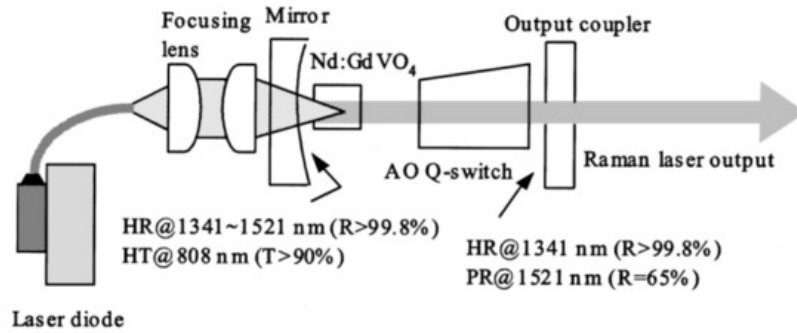 Focusing
lens
Mirror
Nd:GdVO4
Output coupler
AO Q-switch
Raman laser output
HR@1341~1521 nm (R>99.8%)
HT@808 nm (T>90%)
HR@1341 nm (R>99.8%)
PR@1521 nm (R=65%)
Laser diode